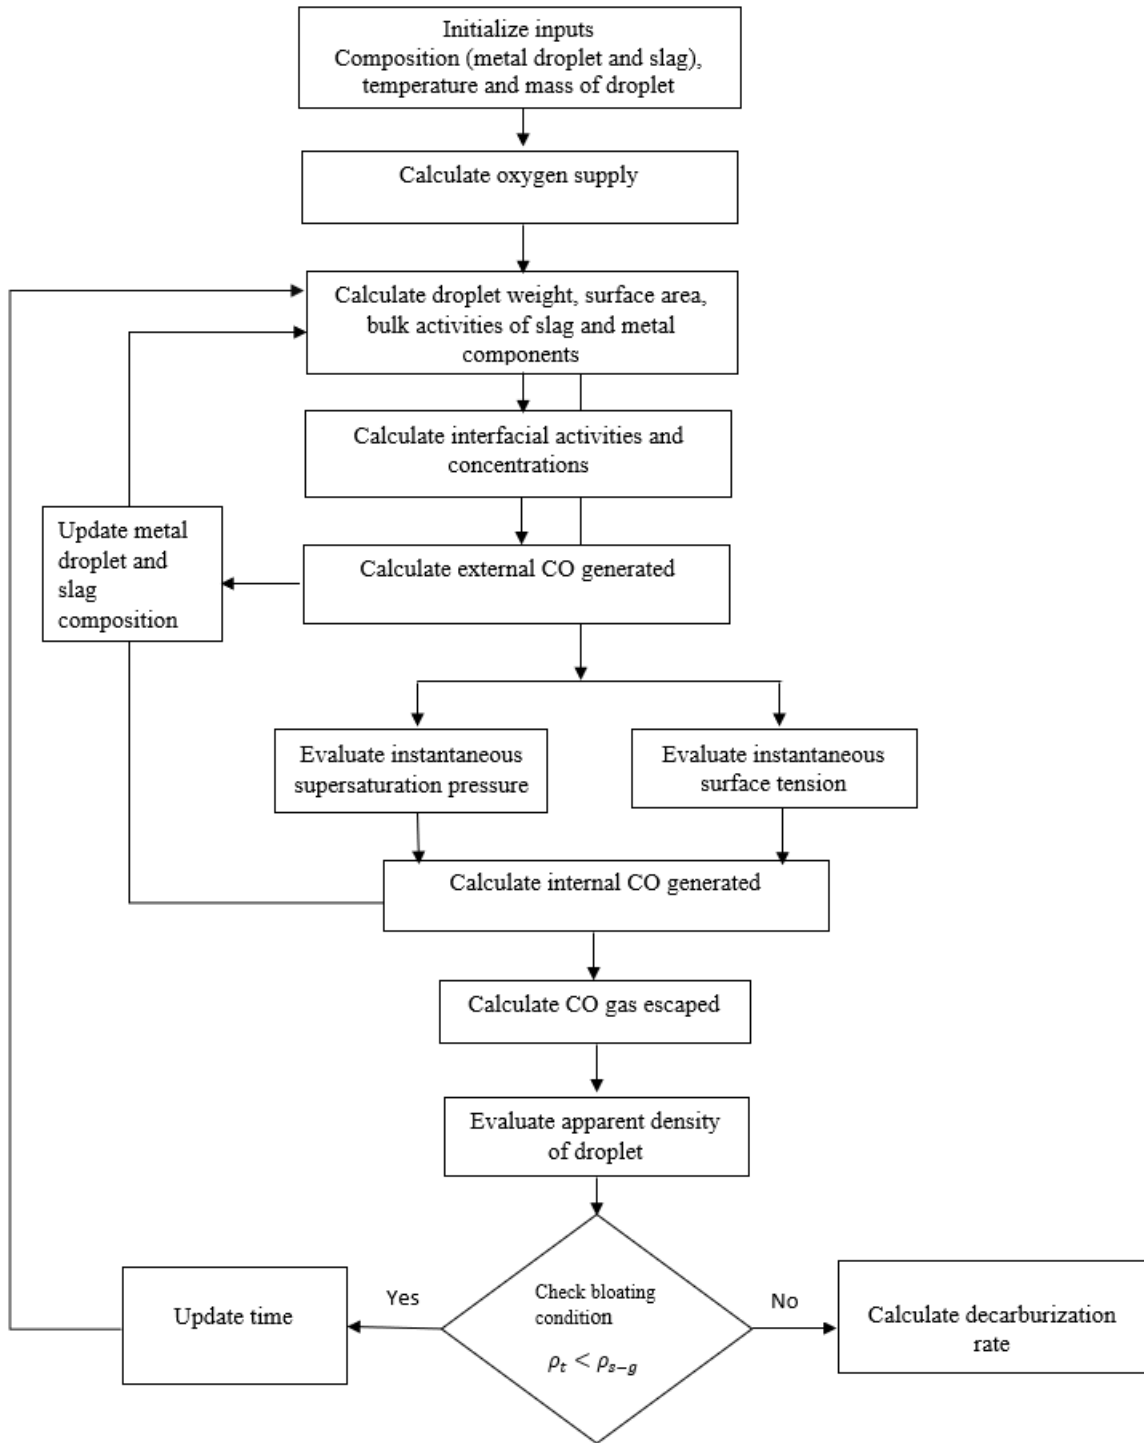 Initialize inputs
Composition (metal droplet and slag),
temperature and mass of droplet
Calculate oxygen supply
Calculate droplet weight, surface area,
bulk activities of slag and metal
components
Calculate interfacial activities and
concentrations
Update metal
droplet and
slag
composition
Calculate external CO generated
Evaluate instantaneous
supersaturation pressure
Evaluate instantaneous
surface tension
Calculate internal CO generated
Calculate CO gas escaped
Evaluate apparent density
of droplet
Update time
Yes
Check bloating
condition
ρₜ < ρₛ₋g
No
Calculate decarburization
rate